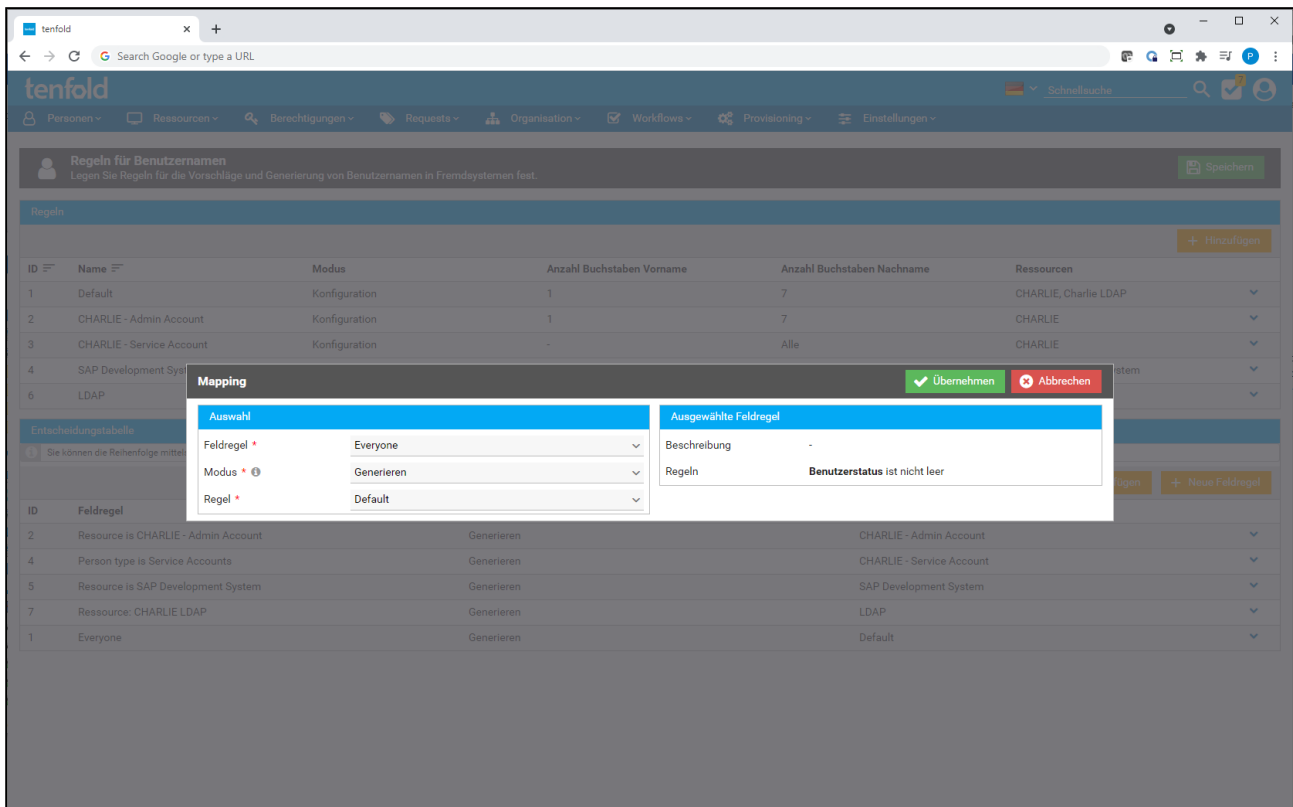 tenfold
Search Google or type a URL
P
tenfold
Schnellsuche
7
Personen Ressourcen Berechtigungen Requests Organisation Workflows Provisioning Einstellungen
Regeln für Benutzernamen
Legen Sie Regeln für die Vorschläge und Generierung von Benutzernamen in Fremdsystemen fest.
Speichern
Regeln
+ Hinzufügen
ID Name Modus Anzahl Buchstaben Vorname Anzahl Buchstaben Nachname Ressourcen
1 Default Konfiguration 1 7 CHARLIE, Charlie LDAP
2 CHARLIE - Admin Account Konfiguration 1 7 CHARLIE
3 CHARLIE - Service Account Konfiguration - Alle CHARLIE
4 SAP Development Syst stem
6 LDAP
Mapping
Übernehmen
Abbrechen
Auswahl
Feldregel * Everyone
Modus * Generieren
Regel * Default
Ausgewählte Feldregel
Beschreibung -
Regeln Benutzerstatus ist nicht leer
Entscheidungstabelle
Sie können die Reihenfolge mittels
fügen
+ Neue Feldregel
ID Feldregel
2 Resource is CHARLIE - Admin Account Generieren CHARLIE - Admin Account
4 Person type is Service Accounts Generieren CHARLIE - Service Account
5 Resource is SAP Development System Generieren SAP Development System
7 Ressource: CHARLIE LDAP Generieren LDAP
1 Everyone Generieren Default